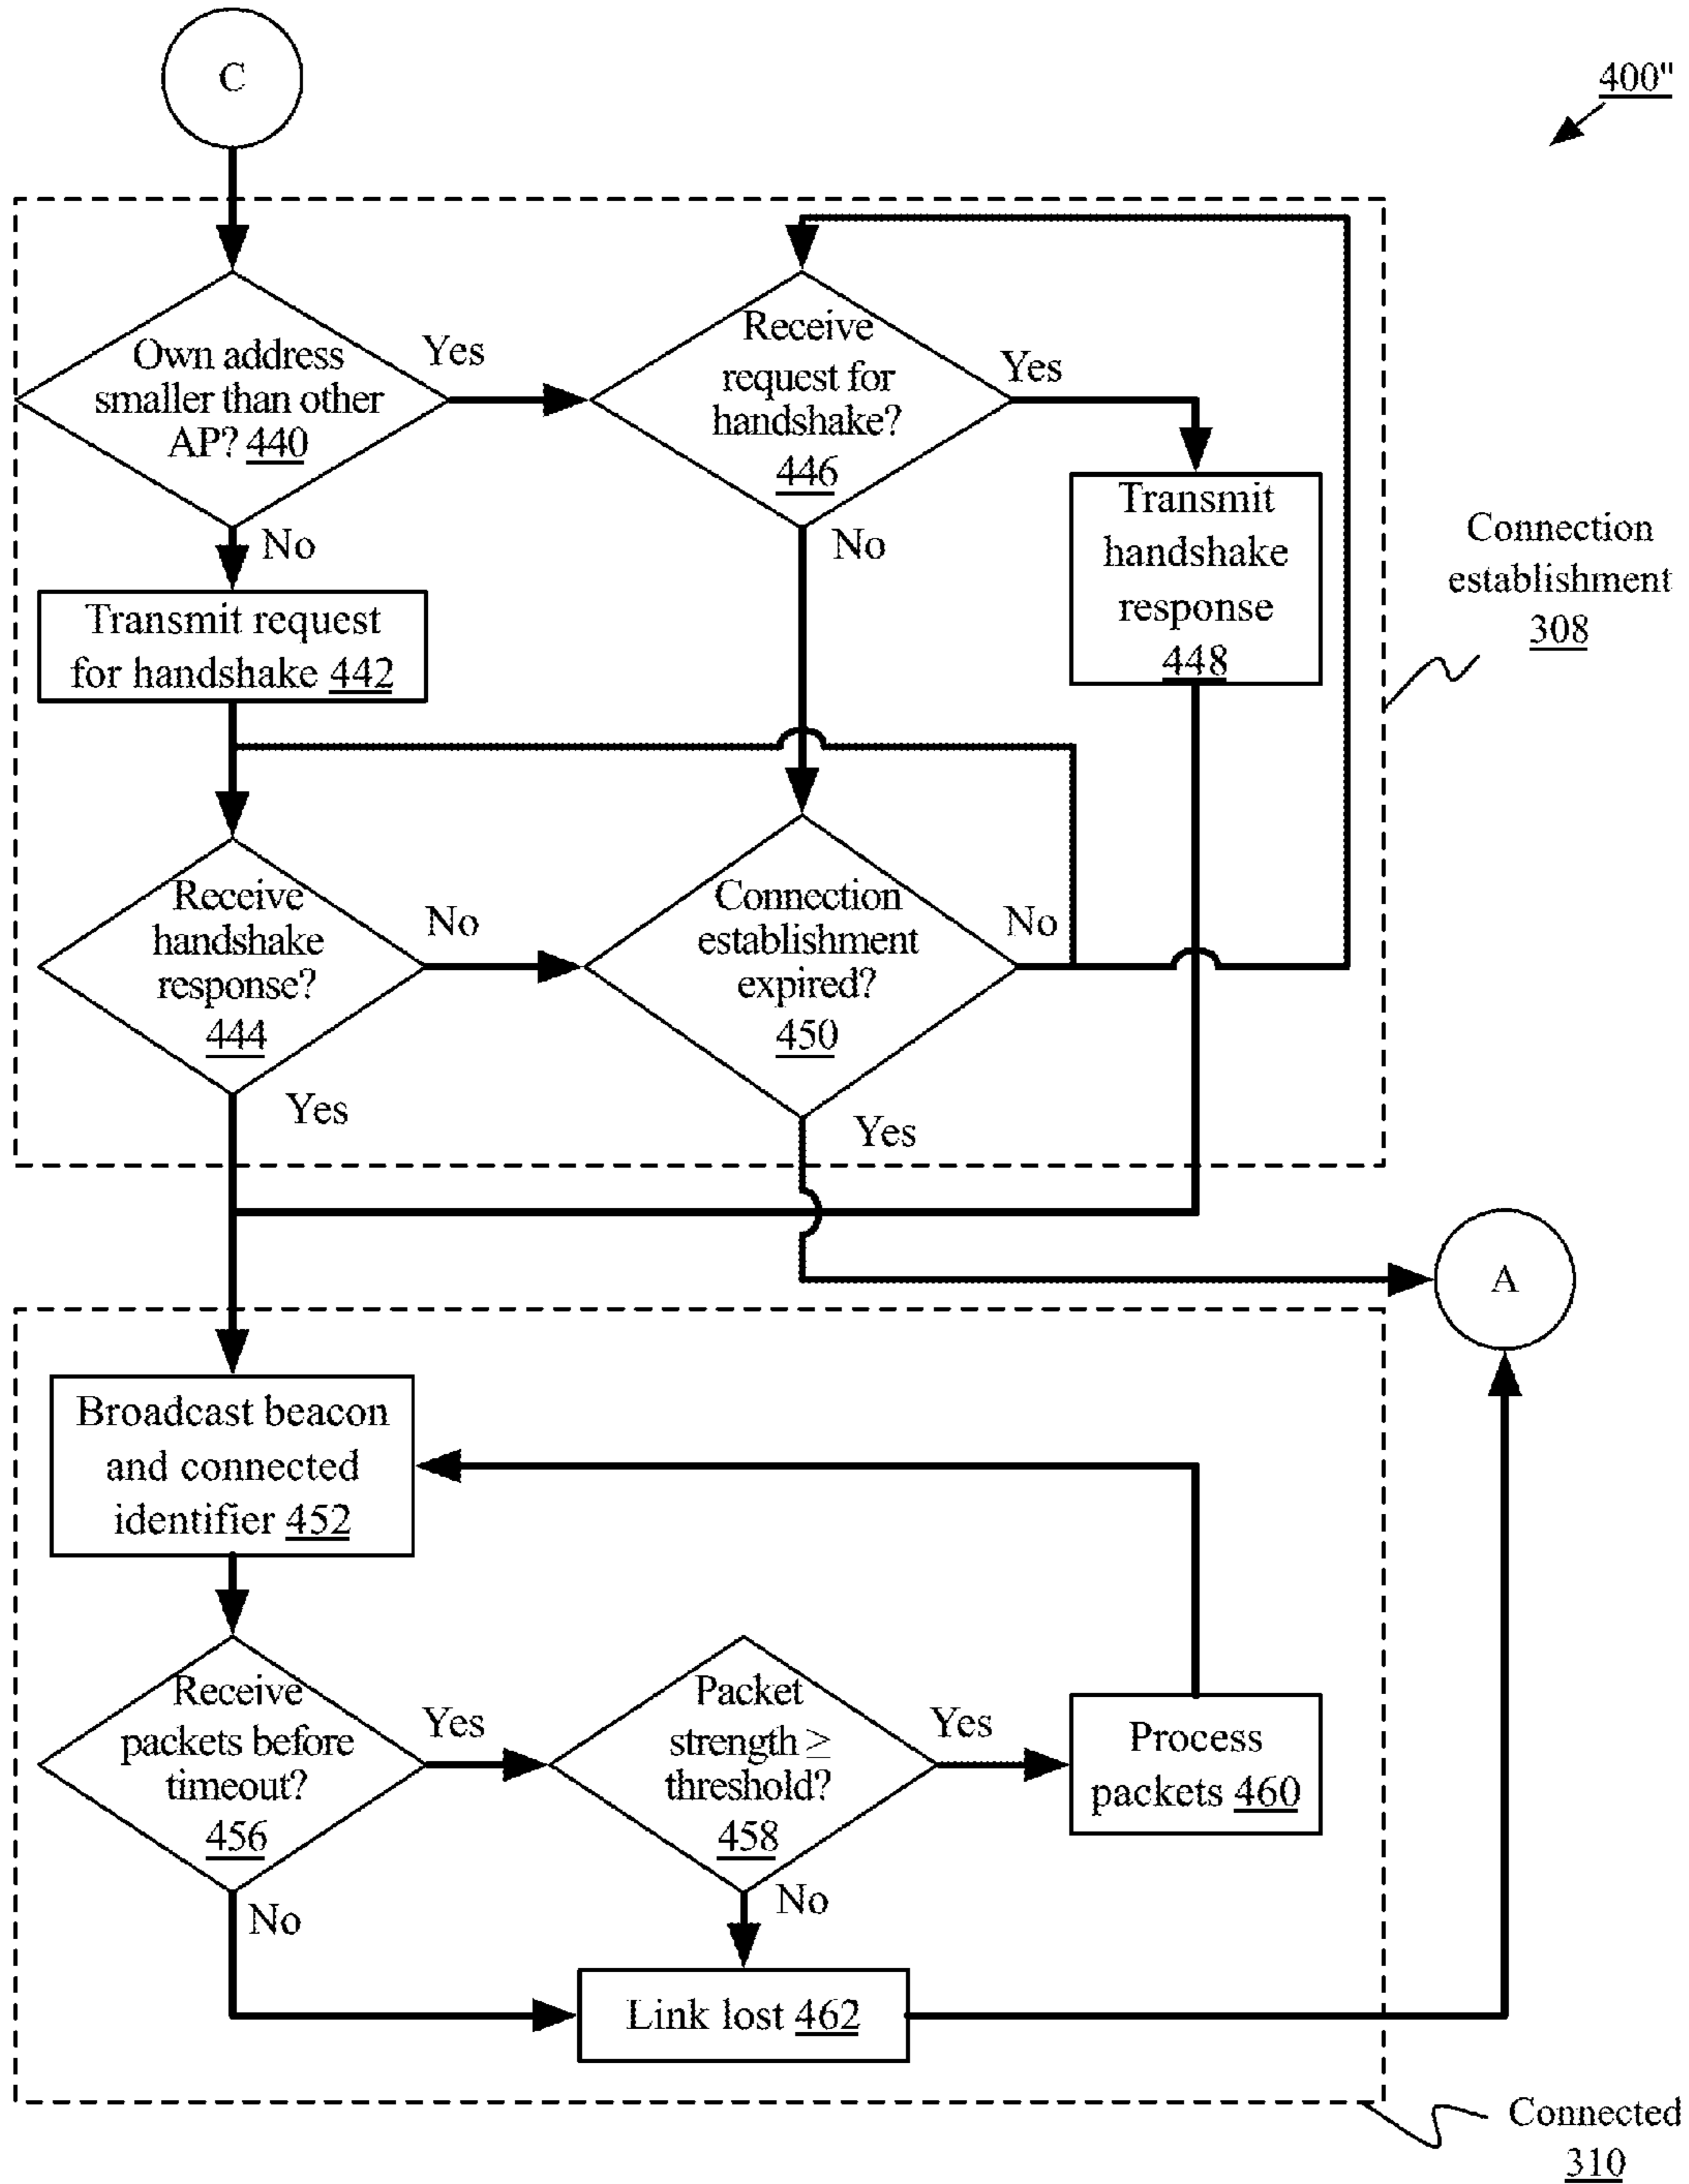 C
400"
Own address
smaller than other
AP? 440
Yes
No
Receive
request for
handshake?
446
Yes
No
Transmit
handshake
response
448
Connection
establishment
308
Transmit request
for handshake 442
Receive
handshake
response?
444
No
Yes
Connection
establishment
expired?
450
No
Yes
A
Broadcast beacon
and connected
identifier 452
Receive
packets before
timeout?
456
Yes
No
Packet
strength ≥
threshold?
458
Yes
No
Process
packets 460
Link lost 462
Connected
310